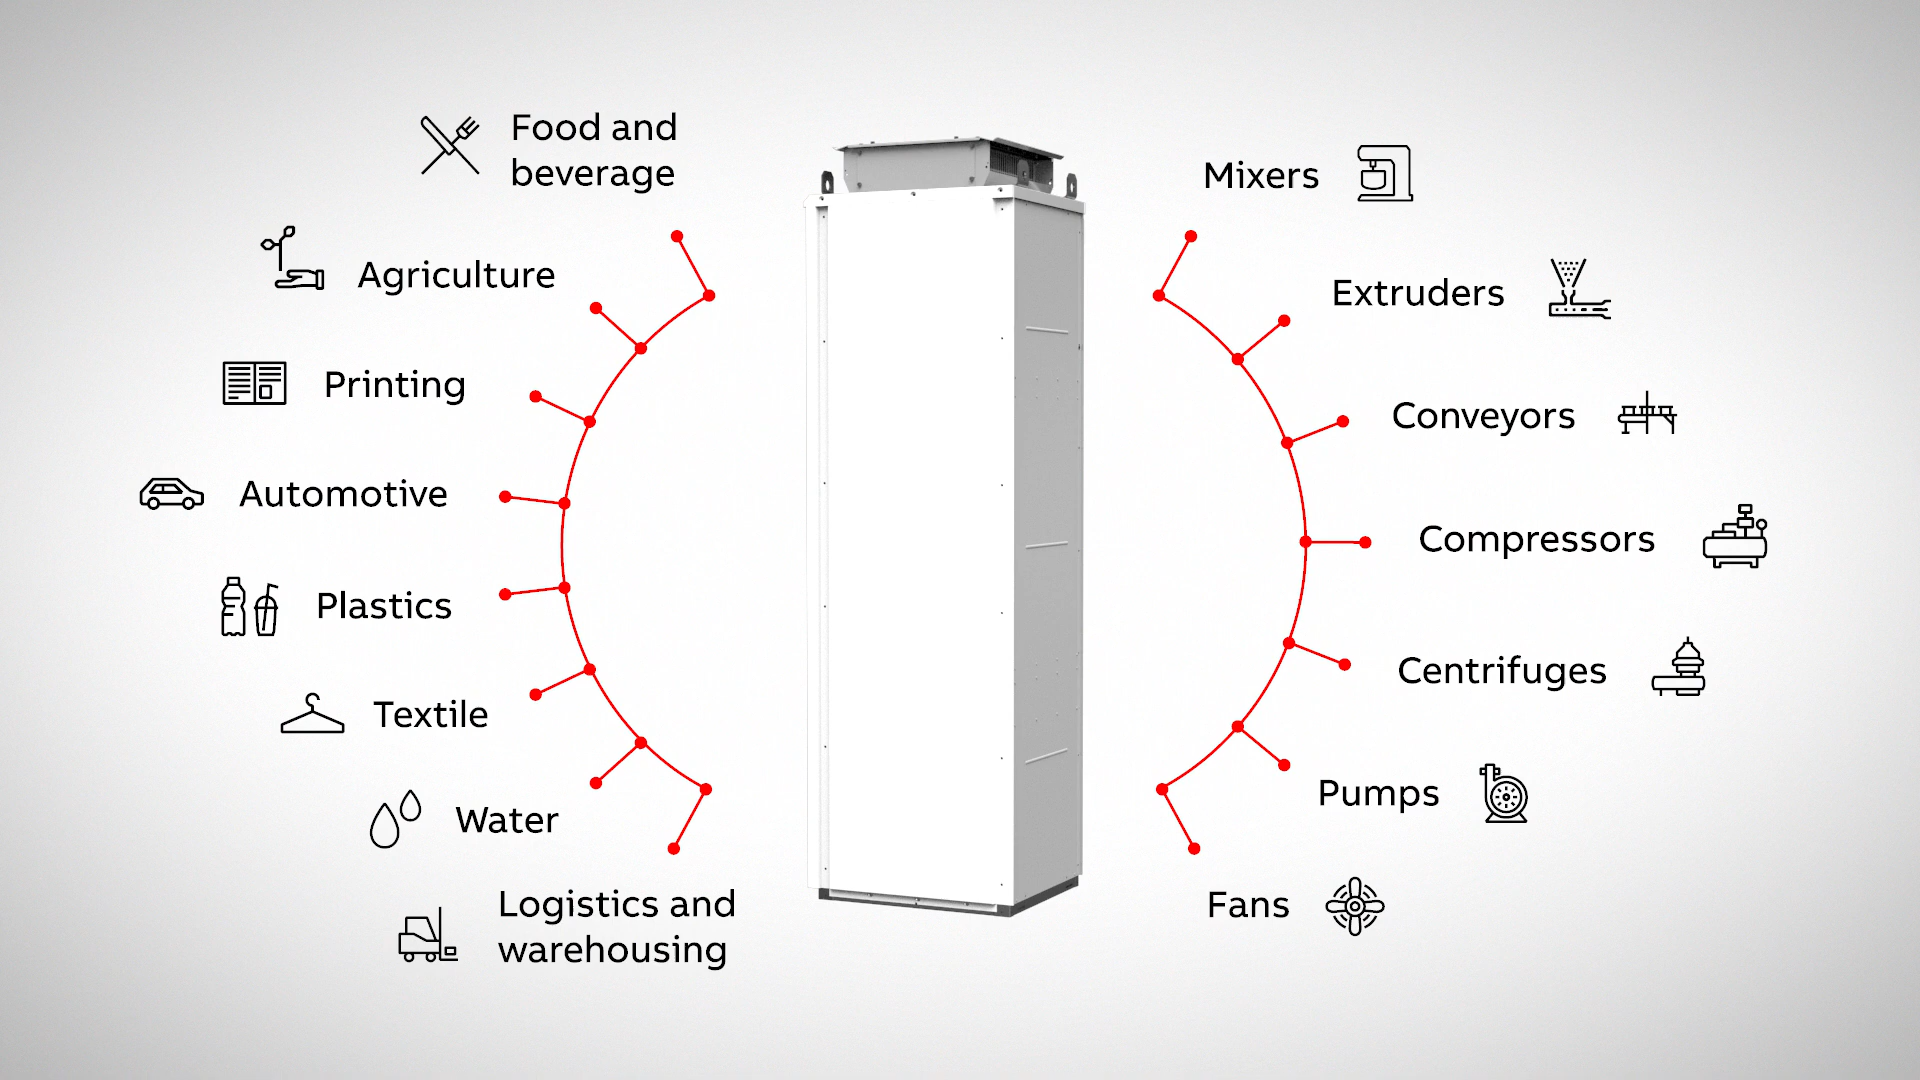 Food and
beverage
Agriculture
Printing
Automotive
Plastics
Textile
Water
Logistics and
warehousing
Mixers
Extruders
Conveyors
Compressors
Centrifuges
Pumps
Fans